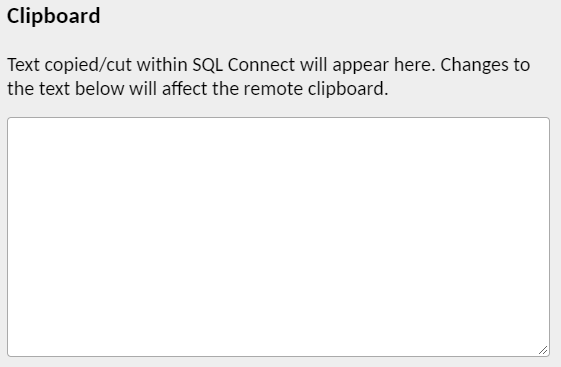 Clipboard
Text copied/cut within SQL Connect will appear here. Changes to
the text below will affect the remote clipboard.